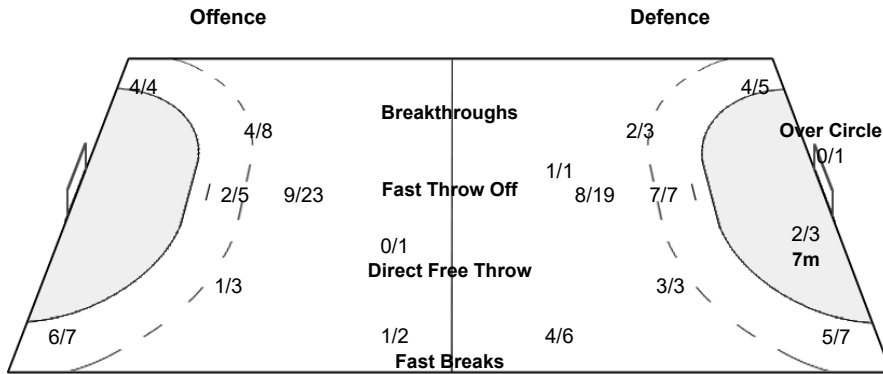 Offence Defence
4/4 4/5
Breakthroughs
4/8 2/3 Over Circle
0/1
1/1
2/5 9/23 Fast Throw Off 8/19 7/7
2/3
0/1
7m
Direct Free Throw
1/3 3/3
6/7 1/2 4/6 5/7
Fast Breaks